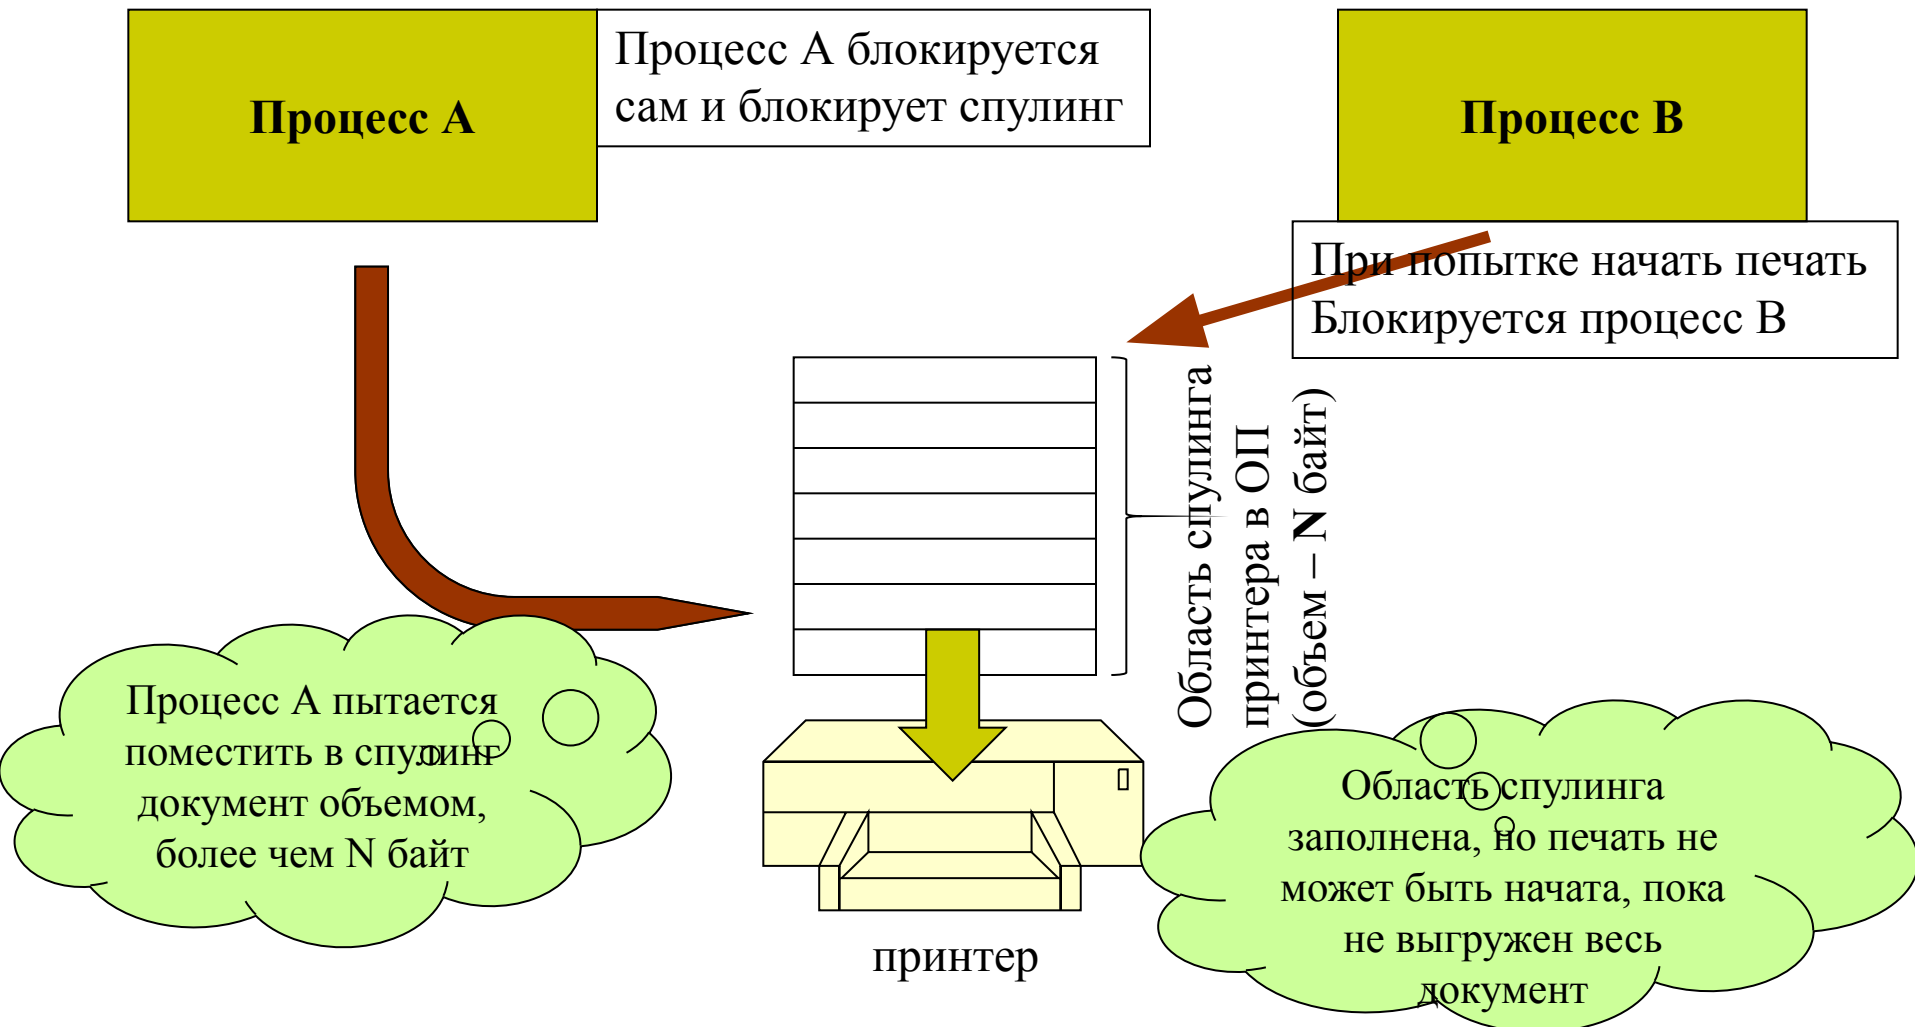 Процесс А
Процесс А блокируется
сам и блокирует спулинг
Процесс В
При попытке начать печать
Блокируется процесс В
Область спулинга
принтера в ОП
(объем – N байт)
Процесс А пытается
поместить в спулинг
документ объемом,
более чем N байт
Область спулинга
заполнена, но печать не
может быть начата, пока
не выгружен весь
документ
принтер